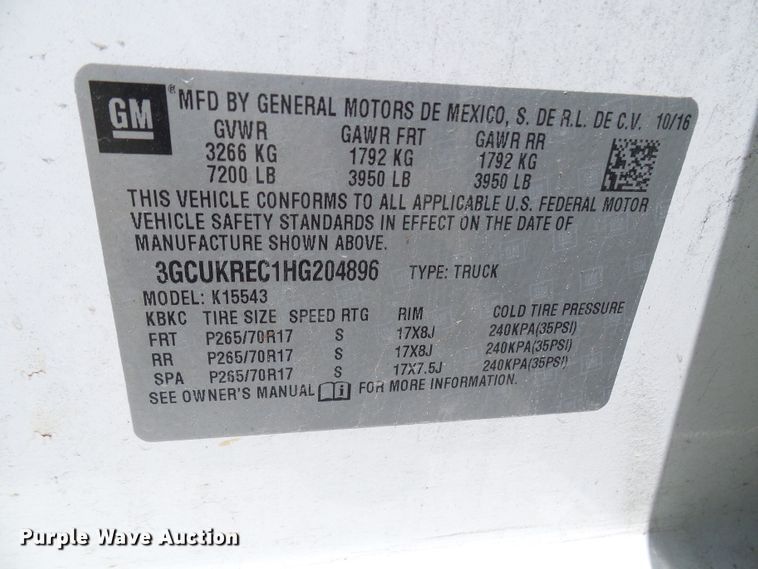 GM ® MFD BY GENERAL MOTORS DE MEXICO, S. DE R.L. DE C.V. 10/16
GVWR GAWR FRT GAWR RR
3266 KG 1792 KG 1792 KG
7200 LB 3950 LB 3950 LB
THIS VEHICLE CONFORMS TO ALL APPLICABLE U.S. FEDERAL MOTOR
VEHICLE SAFETY STANDARDS IN EFFECT ON THE DATE OF
MANUFACTURE SHOWN ABOVE.
3GCUKREC1HG204896 TYPE: TRUCK
MODEL: K15543
KBKC TIRE SIZE SPEED RTG RIM COLD TIRE PRESSURE
FRT P265/70R17 S 17X8J 240KPA(35PSI)
RR P265/70R17 S 17X8J 240KPA(35PSI)
SPA P265/70R17 S 17X7.5J 240KPA(35PSI)
SEE OWNER'S MANUAL i FOR MORE INFORMATION.
Purple Wave Auction